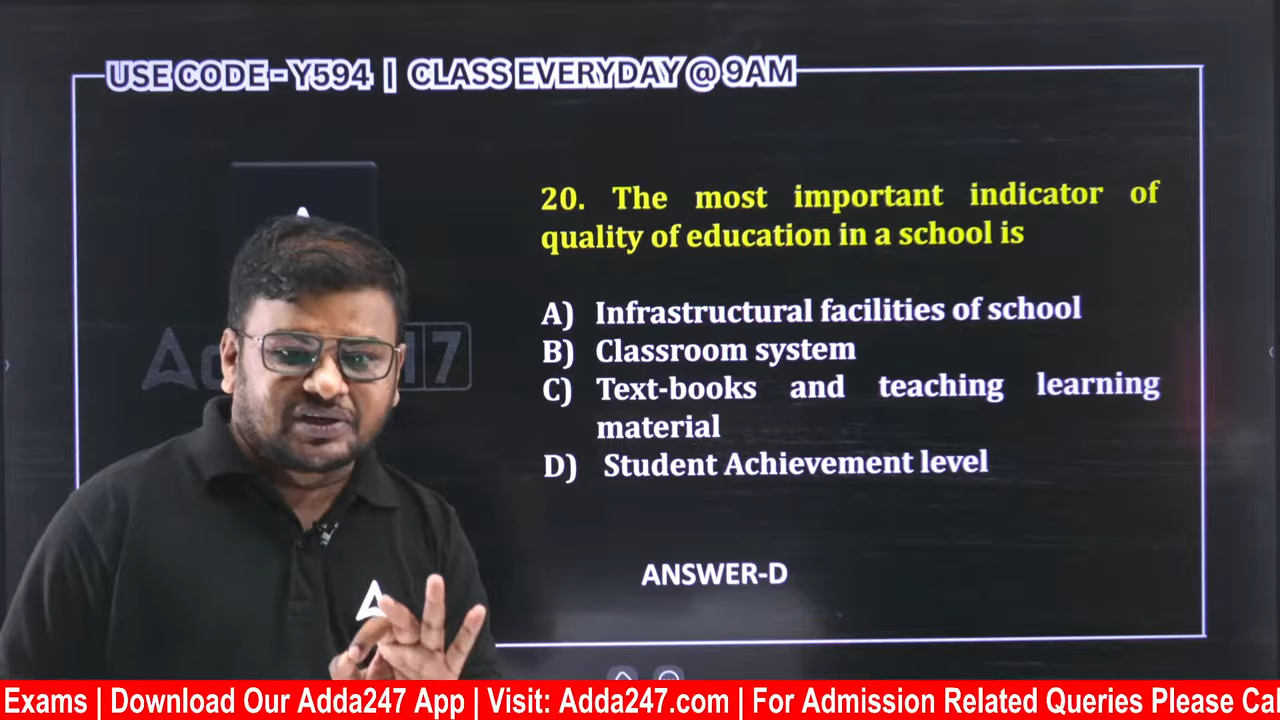 USE CODE - Y594 | CLASS EVERYDAY @ 9AM
20. The most important indicator of
quality of education in a school is
A) Infrastructural facilities of school
B) Classroom system
C) Text-books and teaching learning
material
D) Student Achievement level
ANSWER-D
Exams | Download Our Adda247 App | Visit: Adda247.com | For Admission Related Queries Please Ca